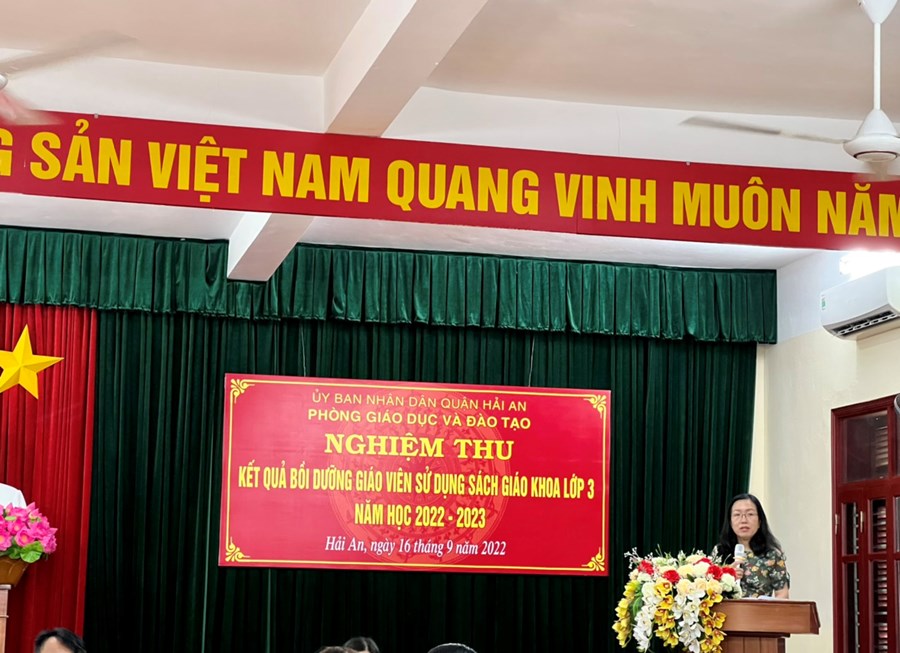 G SẢN VIỆT NAM QUANG VINH MUÔN NĂM
ỦY BAN NHÂN DÂN QUẬN HẢI AN
PHÒNG GIÁO DỤC VÀ ĐÀO TẠO
NGHIỆM THU
KẾT QUẢ BỒI DƯỠNG GIÁO VIÊN SỬ DỤNG SÁCH GIÁO KHOA LỚP 3
NĂM HỌC 2022 - 2023
Hải An, ngày 16 tháng 9 năm 2022